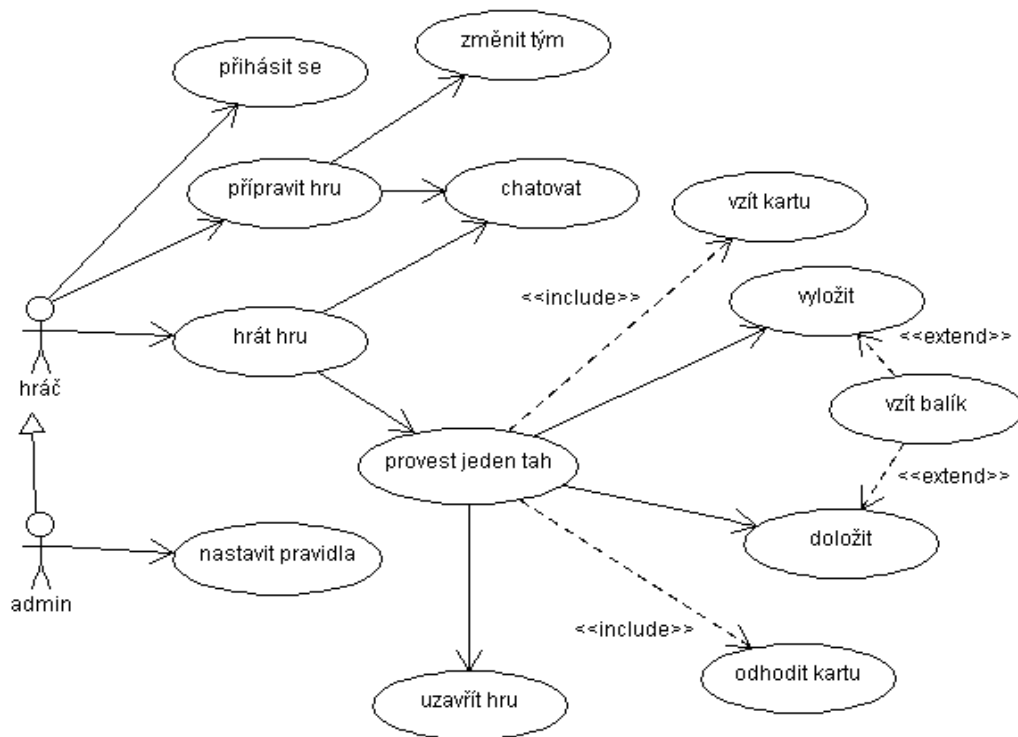 změnit tým
přihásit se
přípravit hru
chatovat
vzít kartu
<<include>>
vyložit
hrát hru
<<extend>>
hráč
vzít balík
provest jeden tah
<<extend>>
doložit
nastavit pravidla
admin
<<include>>
odhodit kartu
uzavřít hru